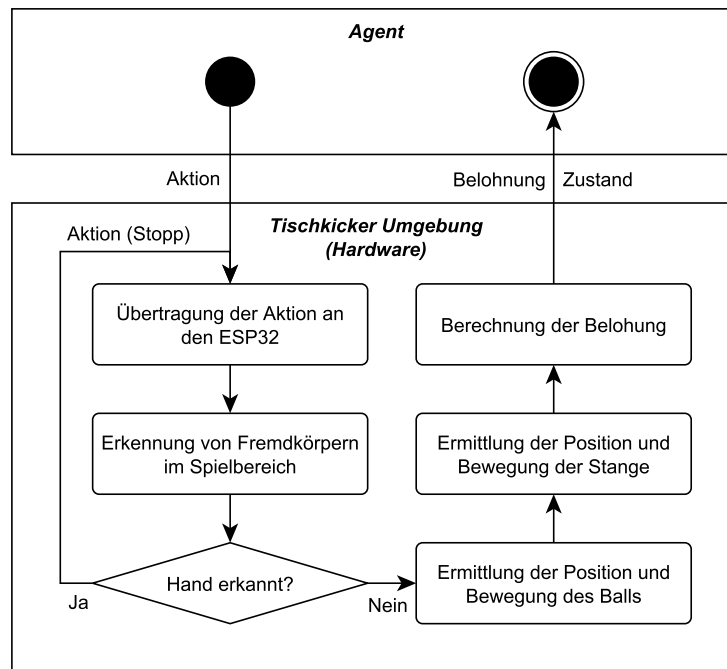 Agent
Aktion
Belohnung
Zustand
Tischkicker Umgebung
(Hardware)
Aktion (Stopp)
Übertragung der Aktion an
den ESP32
Erkennung von Fremdkörpern
im Spielbereich
Hand erkannt?
Ja
Nein
Ermittlung der Position und
Bewegung des Balls
Ermittlung der Position und
Bewegung der Stange
Berechnung der Belohung